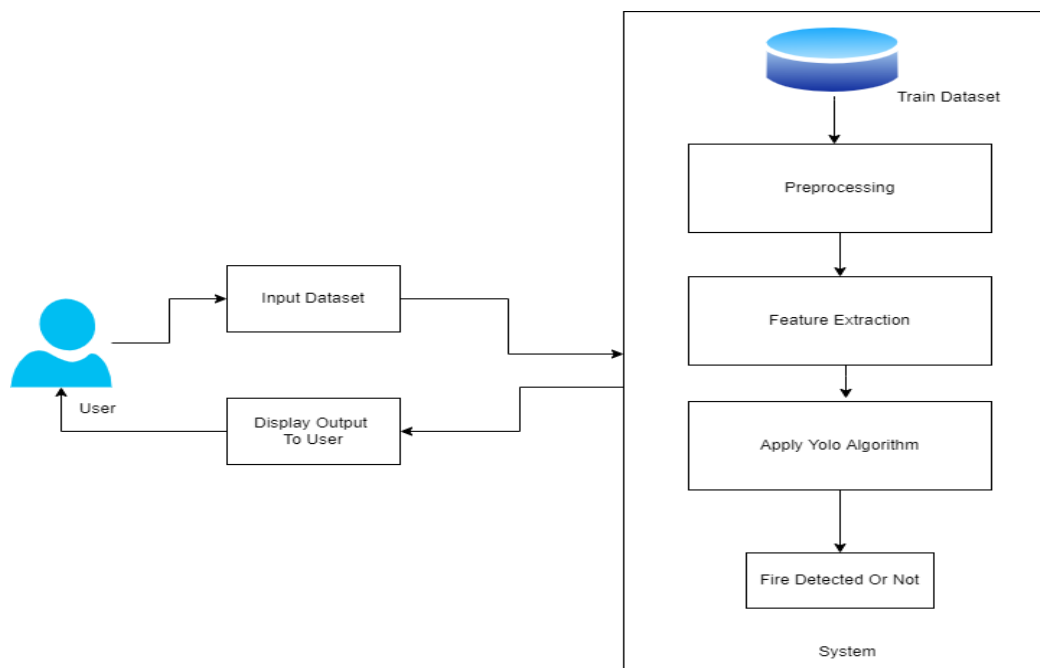 Train Dataset
Preprocessing
Input Dataset
Feature Extraction
User
Display Output
To User
Apply Yolo Algorithm
Fire Detected Or Not
System